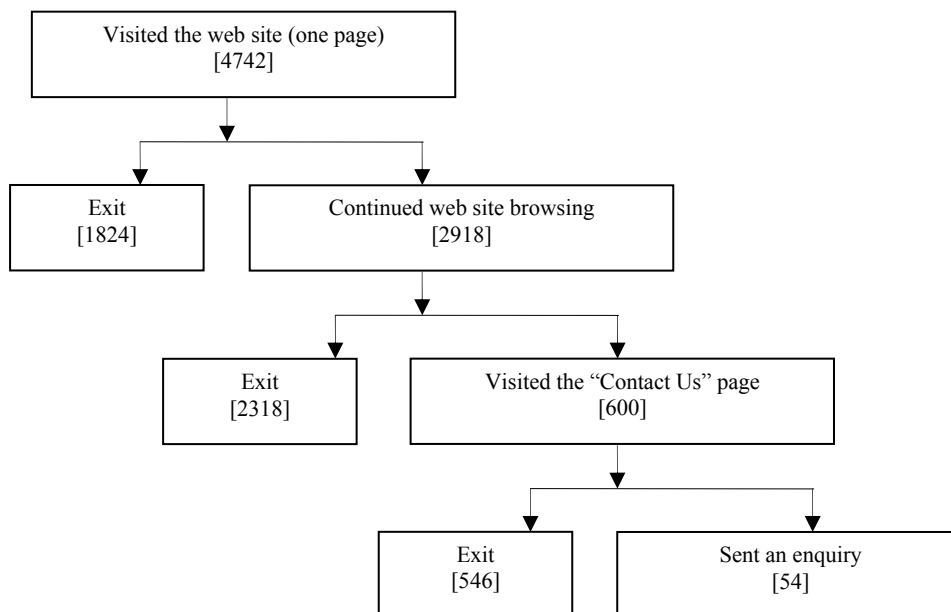 Visited the web site (one page)
[4742]
Exit
[1824]
Continued web site browsing
[2918]
Exit
[2318]
Visited the “Contact Us” page
[600]
Exit
[546]
Sent an enquiry
[54]